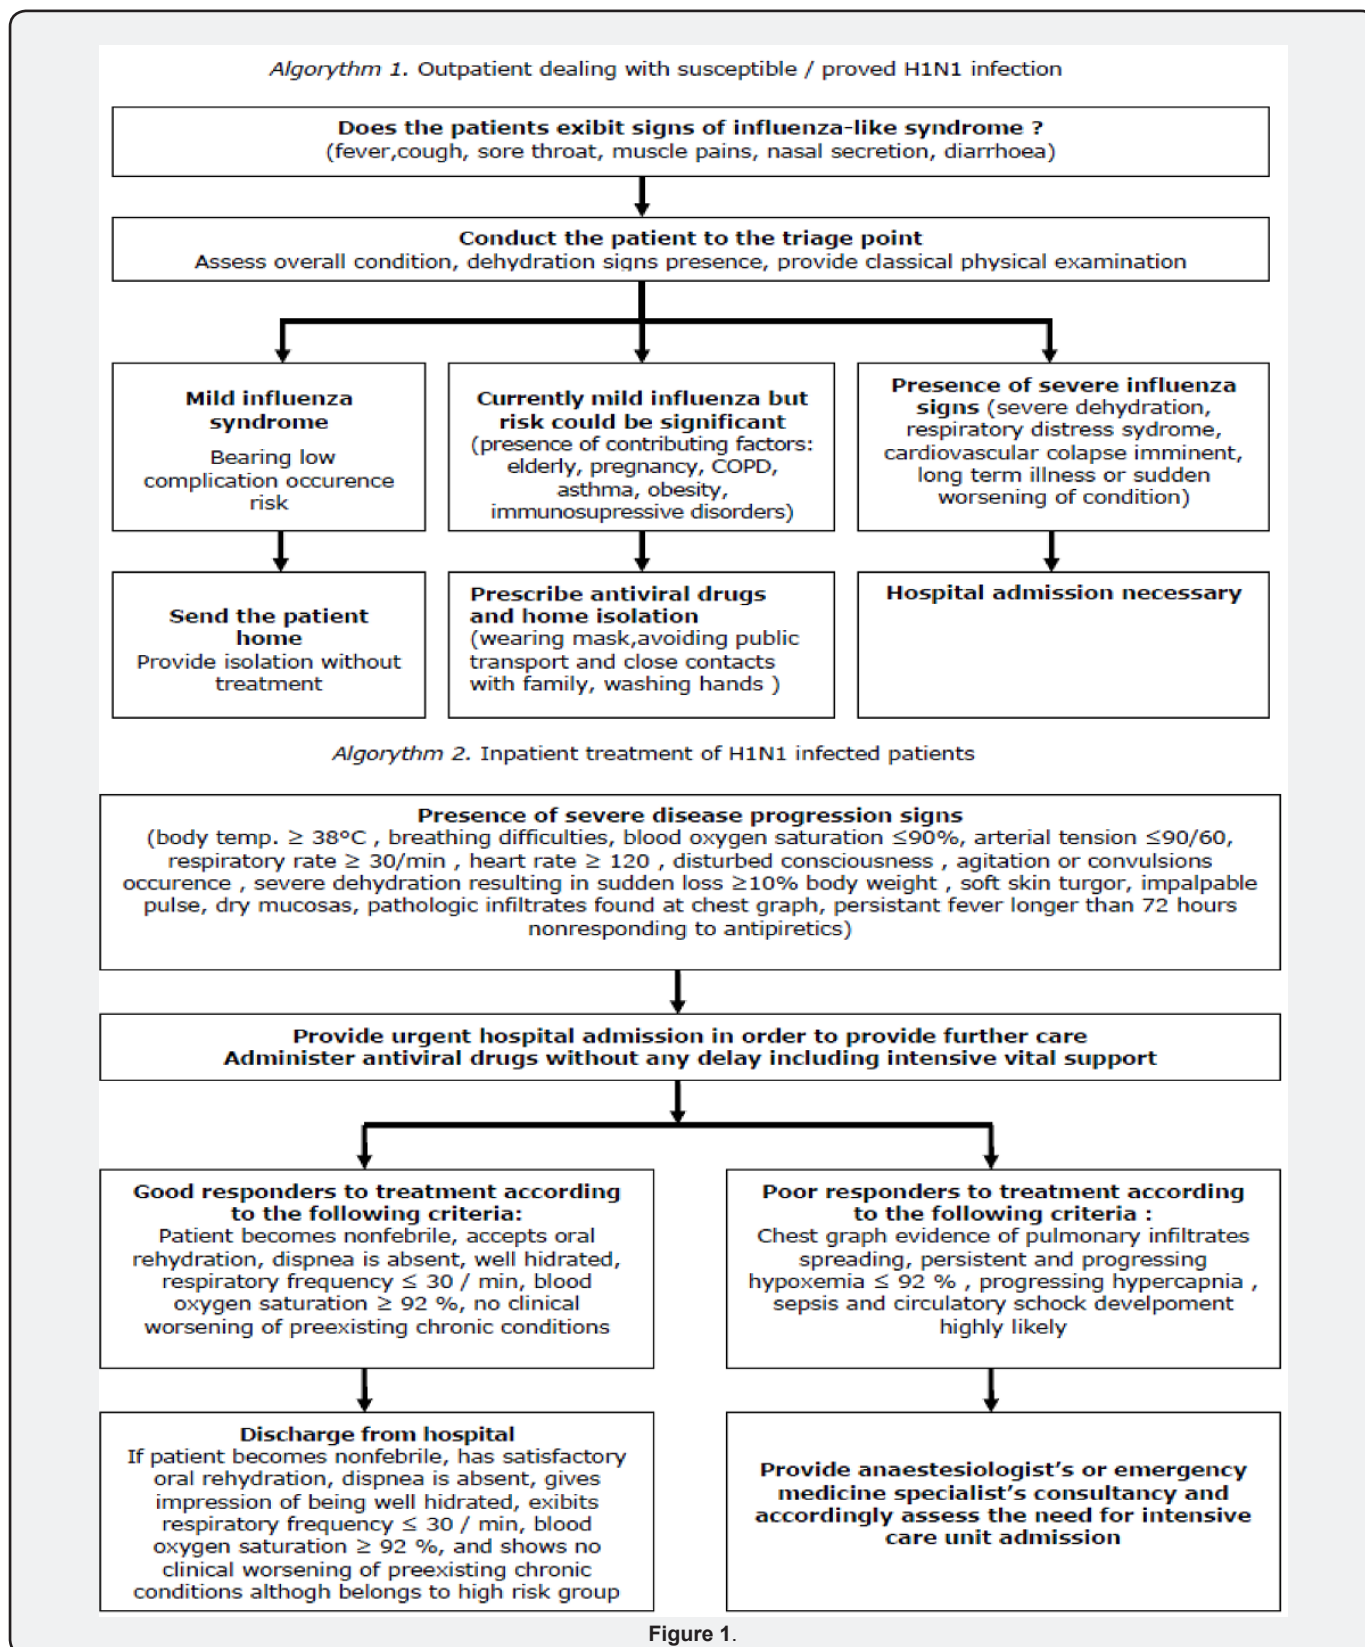 Algorythm 1. Outpatient dealing with susceptible / proved H1N1 infection
Does the patients exibit signs of influenza-like syndrome ?
(fever,cough, sore throat, muscle pains, nasal secretion, diarrhoea)
Conduct the patient to the triage point
Assess overall condition, dehydration signs presence, provide classical physical examination
Mild influenza
syndrome
Bearing low
complication occurence
risk
Currently mild influenza but
risk could be significant
(presence of contributing factors:
elderly, pregnancy, COPD,
asthma, obesity,
immunosupressive disorders)
Presence of severe influenza
signs (severe dehydration,
respiratory distress sydrome,
cardiovascular colapse imminent,
long term illness or sudden
worsening of condition)
Send the patient
home
Provide isolation without
treatment
Prescribe antiviral drugs
and home isolation
(wearing mask,avoiding public
transport and close contacts
with family, washing hands )
Hospital admission necessary
Algorythm 2. Inpatient treatment of H1N1 infected patients
Presence of severe disease progression signs
(body temp. ≥ 38°C , breathing difficulties, blood oxygen saturation ≤90%, arterial tension ≤90/60,
respiratory rate ≥ 30/min , heart rate ≥ 120 , disturbed consciousness , agitation or convulsions
occurence , severe dehydration resulting in sudden loss ≥10% body weight , soft skin turgor, impalpable
pulse, dry mucosas, pathologic infiltrates found at chest graph, persistant fever longer than 72 hours
nonresponding to antipiretics)
Provide urgent hospital admission in order to provide further care
Administer antiviral drugs without any delay including intensive vital support
Good responders to treatment according
to the following criteria:
Patient becomes nonfebrile, accepts oral
rehydration, dispnea is absent, well hidrated,
respiratory frequency ≤ 30 / min, blood
oxygen saturation ≥ 92 %, no clinical
worsening of preexisting chronic conditions
Poor responders to treatment according
to the following criteria :
Chest graph evidence of pulmonary infiltrates
spreading, persistent and progressing
hypoxemia ≤ 92 % , progressing hypercapnia ,
sepsis and circulatory schock develpoment
highly likely
Discharge from hospital
If patient becomes nonfebrile, has satisfactory
oral rehydration, dispnea is absent, gives
impression of being well hidrated, exibits
respiratory frequency ≤ 30 / min, blood
oxygen saturation ≥ 92 %, and shows no
clinical worsening of preexisting chronic
conditions althogh belongs to high risk group
Provide anaestesiologist's or emergency
medicine specialist's consultancy and
accordingly assess the need for intensive
care unit admission
Figure 1.